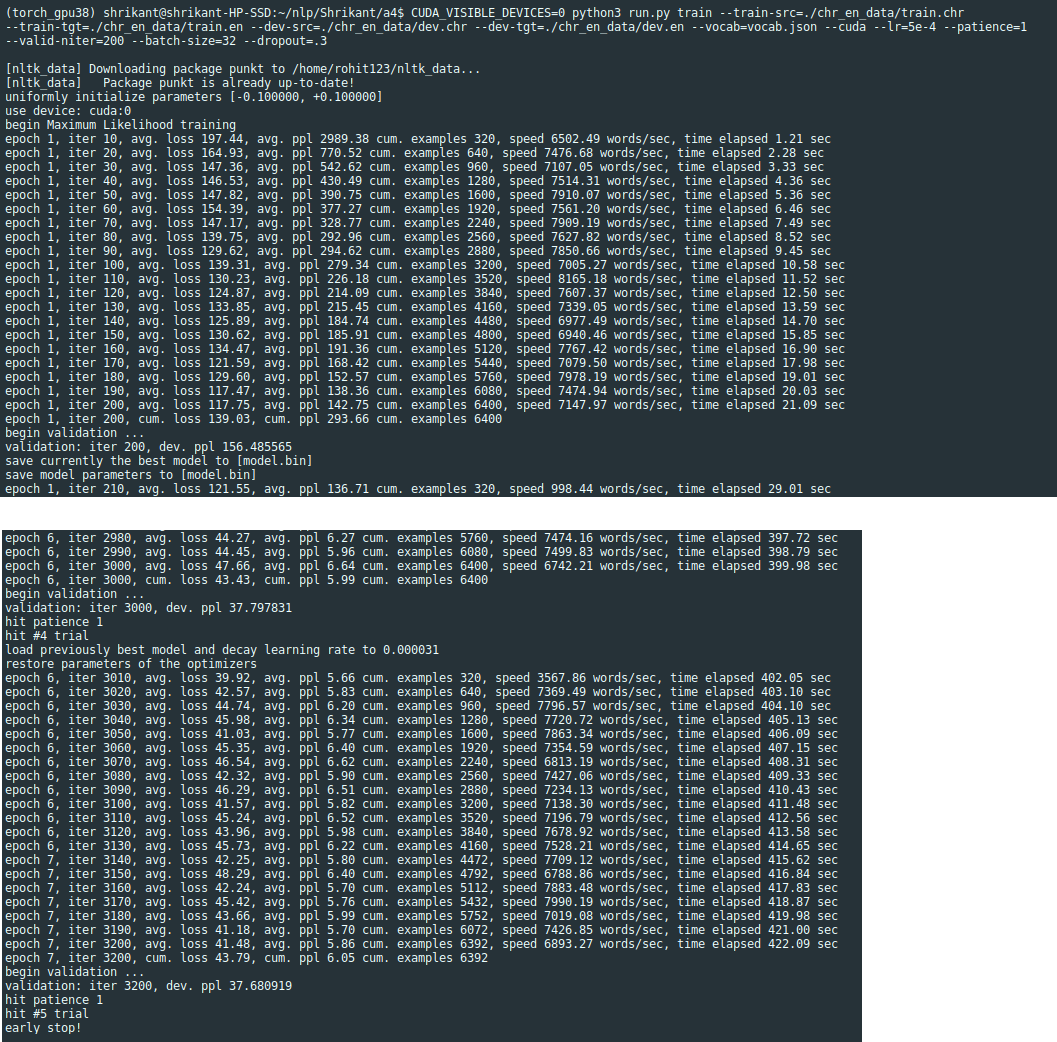 (torch_gpu38) shrikant@shrikant-HP-SSD:~/nlp/Shrikant/a4$ CUDA_VISIBLE_DEVICES=0 python3 run.py train --train-src=./chr_en_data/train.chr
--train-tgt=./chr_en_data/train.en --dev-src=./chr_en_data/dev.chr --dev-tgt=./chr_en_data/dev.en --vocab=vocab.json --cuda --lr=5e-4 --patience=1
--valid-niter=200 --batch-size=32 --dropout=.3
[nltk_data] Downloading package punkt to /home/rohit123/nltk_data...
[nltk_data]   Package punkt is already up-to-date!
uniformly initialize parameters [-0.100000, +0.100000]
use device: cuda:0
begin Maximum Likelihood training
epoch 1, iter 10, avg. loss 197.44, avg. ppl 2989.38 cum. examples 320, speed 6502.49 words/sec, time elapsed 1.21 sec
epoch 1, iter 20, avg. loss 164.93, avg. ppl 770.52 cum. examples 640, speed 7476.68 words/sec, time elapsed 2.28 sec
epoch 1, iter 30, avg. loss 147.36, avg. ppl 542.62 cum. examples 960, speed 7107.05 words/sec, time elapsed 3.33 sec
epoch 1, iter 40, avg. loss 146.53, avg. ppl 430.49 cum. examples 1280, speed 7514.31 words/sec, time elapsed 4.36 sec
epoch 1, iter 50, avg. loss 147.82, avg. ppl 390.75 cum. examples 1600, speed 7910.07 words/sec, time elapsed 5.36 sec
epoch 1, iter 60, avg. loss 154.39, avg. ppl 377.27 cum. examples 1920, speed 7561.20 words/sec, time elapsed 6.46 sec
epoch 1, iter 70, avg. loss 147.17, avg. ppl 328.77 cum. examples 2240, speed 7909.19 words/sec, time elapsed 7.49 sec
epoch 1, iter 80, avg. loss 139.75, avg. ppl 292.96 cum. examples 2560, speed 7627.82 words/sec, time elapsed 8.52 sec
epoch 1, iter 90, avg. loss 129.62, avg. ppl 294.62 cum. examples 2880, speed 7850.66 words/sec, time elapsed 9.45 sec
epoch 1, iter 100, avg. loss 139.31, avg. ppl 279.34 cum. examples 3200, speed 7005.27 words/sec, time elapsed 10.58 sec
epoch 1, iter 110, avg. loss 130.23, avg. ppl 226.18 cum. examples 3520, speed 8165.18 words/sec, time elapsed 11.52 sec
epoch 1, iter 120, avg. loss 124.87, avg. ppl 214.09 cum. examples 3840, speed 7607.37 words/sec, time elapsed 12.50 sec
epoch 1, iter 130, avg. loss 133.85, avg. ppl 215.45 cum. examples 4160, speed 7339.05 words/sec, time elapsed 13.59 sec
epoch 1, iter 140, avg. loss 125.89, avg. ppl 184.74 cum. examples 4480, speed 6977.49 words/sec, time elapsed 14.70 sec
epoch 1, iter 150, avg. loss 130.62, avg. ppl 185.91 cum. examples 4800, speed 6940.46 words/sec, time elapsed 15.85 sec
epoch 1, iter 160, avg. loss 134.47, avg. ppl 191.36 cum. examples 5120, speed 7767.42 words/sec, time elapsed 16.90 sec
epoch 1, iter 170, avg. loss 121.59, avg. ppl 168.42 cum. examples 5440, speed 7079.50 words/sec, time elapsed 17.98 sec
epoch 1, iter 180, avg. loss 129.60, avg. ppl 152.57 cum. examples 5760, speed 7978.19 words/sec, time elapsed 19.01 sec
epoch 1, iter 190, avg. loss 117.47, avg. ppl 138.36 cum. examples 6080, speed 7474.94 words/sec, time elapsed 20.03 sec
epoch 1, iter 200, avg. loss 117.75, avg. ppl 142.75 cum. examples 6400, speed 7147.97 words/sec, time elapsed 21.09 sec
epoch 1, iter 200, cum. loss 139.03, cum. ppl 293.66 cum. examples 6400
begin validation ...
validation: iter 200, dev. ppl 156.485565
save currently the best model to [model.bin]
save model parameters to [model.bin]
epoch 1, iter 210, avg. loss 121.55, avg. ppl 136.71 cum. examples 320, speed 998.44 words/sec, time elapsed 29.01 sec
epoch 6, iter 2980, avg. loss 44.27, avg. ppl 6.27 cum. examples 5760, speed 7474.16 words/sec, time elapsed 397.72 sec
epoch 6, iter 2990, avg. loss 44.45, avg. ppl 5.96 cum. examples 6080, speed 7499.83 words/sec, time elapsed 398.79 sec
epoch 6, iter 3000, avg. loss 47.66, avg. ppl 6.64 cum. examples 6400, speed 6742.21 words/sec, time elapsed 399.98 sec
epoch 6, iter 3000, cum. loss 43.43, cum. ppl 5.99 cum. examples 6400
begin validation ...
validation: iter 3000, dev. ppl 37.797831
hit patience 1
hit #4 trial
load previously best model and decay learning rate to 0.000031
restore parameters of the optimizers
epoch 6, iter 3010, avg. loss 39.92, avg. ppl 5.66 cum. examples 320, speed 3567.86 words/sec, time elapsed 402.05 sec
epoch 6, iter 3020, avg. loss 42.57, avg. ppl 5.83 cum. examples 640, speed 7369.49 words/sec, time elapsed 403.10 sec
epoch 6, iter 3030, avg. loss 44.74, avg. ppl 6.20 cum. examples 960, speed 7796.57 words/sec, time elapsed 404.10 sec
epoch 6, iter 3040, avg. loss 45.98, avg. ppl 6.34 cum. examples 1280, speed 7720.72 words/sec, time elapsed 405.13 sec
epoch 6, iter 3050, avg. loss 41.03, avg. ppl 5.77 cum. examples 1600, speed 7863.34 words/sec, time elapsed 406.09 sec
epoch 6, iter 3060, avg. loss 45.35, avg. ppl 6.40 cum. examples 1920, speed 7354.59 words/sec, time elapsed 407.15 sec
epoch 6, iter 3070, avg. loss 46.54, avg. ppl 6.62 cum. examples 2240, speed 6813.19 words/sec, time elapsed 408.31 sec
epoch 6, iter 3080, avg. loss 42.32, avg. ppl 5.90 cum. examples 2560, speed 7427.06 words/sec, time elapsed 409.33 sec
epoch 6, iter 3090, avg. loss 46.29, avg. ppl 6.51 cum. examples 2880, speed 7234.13 words/sec, time elapsed 410.43 sec
epoch 6, iter 3100, avg. loss 41.57, avg. ppl 5.82 cum. examples 3200, speed 7138.30 words/sec, time elapsed 411.48 sec
epoch 6, iter 3110, avg. loss 45.24, avg. ppl 6.52 cum. examples 3520, speed 7196.79 words/sec, time elapsed 412.56 sec
epoch 6, iter 3120, avg. loss 43.96, avg. ppl 5.98 cum. examples 3840, speed 7678.92 words/sec, time elapsed 413.58 sec
epoch 6, iter 3130, avg. loss 45.73, avg. ppl 6.22 cum. examples 4160, speed 7528.21 words/sec, time elapsed 414.65 sec
epoch 7, iter 3140, avg. loss 42.25, avg. ppl 5.80 cum. examples 4472, speed 7709.12 words/sec, time elapsed 415.62 sec
epoch 7, iter 3150, avg. loss 48.29, avg. ppl 6.40 cum. examples 4792, speed 6788.86 words/sec, time elapsed 416.84 sec
epoch 7, iter 3160, avg. loss 42.24, avg. ppl 5.70 cum. examples 5112, speed 7883.48 words/sec, time elapsed 417.83 sec
epoch 7, iter 3170, avg. loss 45.42, avg. ppl 5.76 cum. examples 5432, speed 7990.19 words/sec, time elapsed 418.87 sec
epoch 7, iter 3180, avg. loss 43.66, avg. ppl 5.99 cum. examples 5752, speed 7019.08 words/sec, time elapsed 419.98 sec
epoch 7, iter 3190, avg. loss 41.18, avg. ppl 5.70 cum. examples 6072, speed 7426.85 words/sec, time elapsed 421.00 sec
epoch 7, iter 3200, avg. loss 41.48, avg. ppl 5.86 cum. examples 6392, speed 6893.27 words/sec, time elapsed 422.09 sec
epoch 7, iter 3200, cum. loss 43.79, cum. ppl 6.05 cum. examples 6392
begin validation ...
validation: iter 3200, dev. ppl 37.680919
hit patience 1
hit #5 trial
early stop!